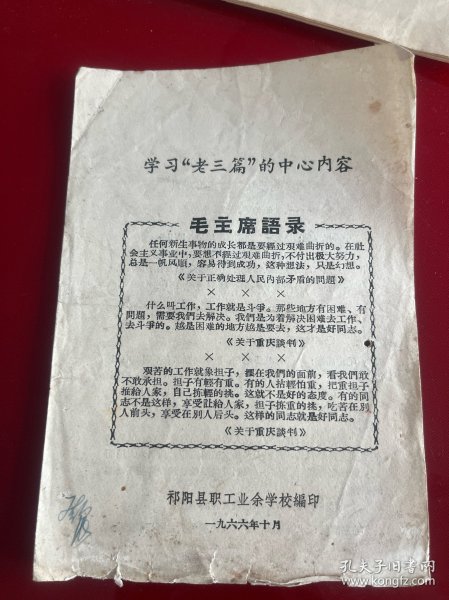 学习“老三篇”的中心内容
毛主席語录
任何新生事物的成长都是要經过艰难曲折的。在社
会主义事业中，要想不經过艰难曲折，不付出极大努力，
总是一帆风順，容易得到成功，这种想法，只是幻想。
《关于正确处理人民内部矛盾的問題》
× × ×
什么叫工作，工作就是斗爭。那些地方有困难、有
問題，需要我們去解决。我們是为着解决困难去工作、
去斗爭的。越是困难的地方越是要去，这才是好同志。
《关于重庆談判》
× × ×
艰苦的工作就象担子，摆在我們的面前，看我們敢
不敢承担。担子有輕有重。有的人拈輕怕重，把重担子
推給人家，自己拣輕的挑。这就不是好的态度。有的同
志不是这样，享受让給人家，担子拣重的挑，吃苦在別
人前头，享受在別人后头。这样的同志就是好同志。
《关于重庆談判》
祁阳县职工业余学校編印
一九六六年十月
孔夫子旧书网
www.kongfz.com